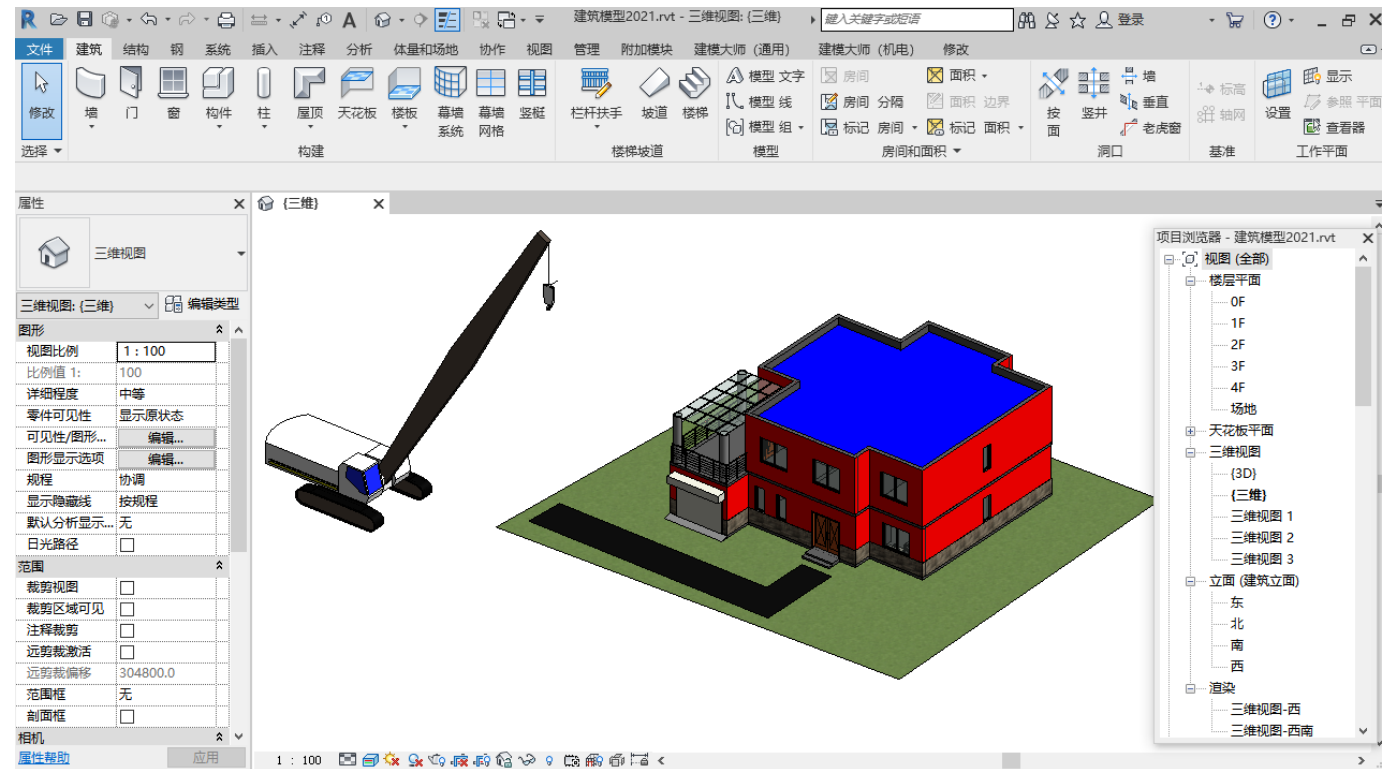 R A 建筑模型2021.rvt - 三维视图: {三维} 键入关键字或短语 登录
文件 建筑 结构 钢 系统 插入 注释 分析 体量和场地 协作 视图 管理 附加模块 建模大师 (通用) 建模大师 (机电) 修改
修改 墙 门 窗 构件 柱 屋顶 天花板 楼板 幕墙 系统 幕墙 网格 竖梃 栏杆扶手 坡道 楼梯
模型 文字 房间 面积 墙 标高 显示
模型 线 房间 分隔 面积 边界 按 面 竖井 垂直 轴网 设置 参照 平面
模型 组 标记 房间 标记 面积 老虎窗 查看器
选择 构建 楼梯坡道 模型 房间和面积 洞口 基准 工作平面
属性
三维视图
三维视图: {三维} 编辑类型
图形
视图比例 1 : 100
比例值 1: 100
详细程度 中等
零件可见性 显示原状态
可见性/图形... 编辑...
图形显示选项 编辑...
规程 协调
显示隐藏线 按规程
默认分析显示... 无
日光路径
范围
裁剪视图
裁剪区域可见
注释裁剪
远剪裁激活
远剪裁偏移 304800.0
范围框 无
剖面框
相机
属性帮助 应用
{三维}
1 : 100
项目浏览器 - 建筑模型2021.rvt
视图 (全部)
楼层平面
0F
1F
2F
3F
4F
场地
天花板平面
三维视图
{3D}
{三维}
三维视图 1
三维视图 2
三维视图 3
立面 (建筑立面)
东
北
南
西
渲染
三维视图-西
三维视图-西南